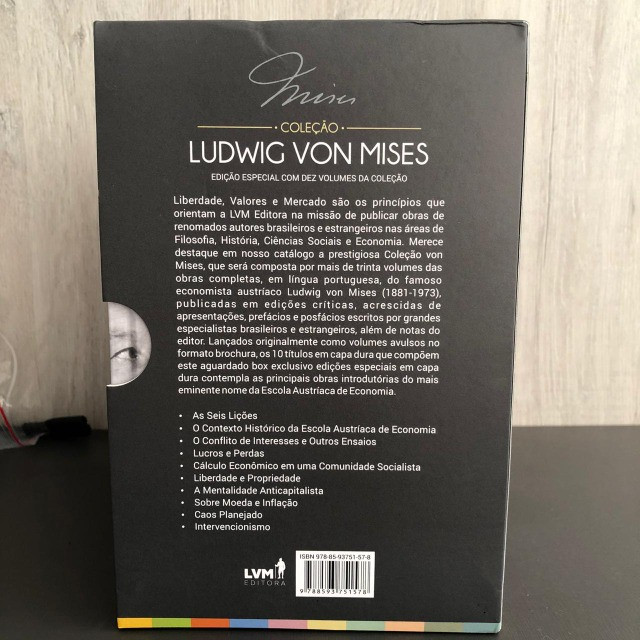 Mises
COLEÇÃO
LUDWIG VON MISES
EDIÇÃO ESPECIAL COM DEZ VOLUMES DA COLEÇÃO
Liberdade, Valores e Mercado são os princípios que
orientam a LVM Editora na missão de publicar obras de
renomados autores brasileiros e estrangeiros nas áreas de
Filosofia, História, Ciências Sociais e Economia. Merece
destaque em nosso catálogo a prestigiosa Coleção von
Mises, que será composta por mais de trinta volumes das
obras completas, em língua portuguesa, do famoso
economista austríaco Ludwig von Mises (1881-1973),
publicadas em edições críticas, acrescidas de
apresentações, prefácios e posfácios escritos por grandes
especialistas brasileiros e estrangeiros, além de notas do
editor. Lançados originalmente como volumes avulsos no
formato brochura, os 10 títulos em capa dura que compõem
este aguardado box exclusivo edições especiais em capa
dura contempla as principais obras introdutórias do mais
eminente nome da Escola Austríaca de Economia.
• As Seis Lições
• O Contexto Histórico da Escola Austríaca de Economia
• O Conflito de Interesses e Outros Ensaios
• Lucros e Perdas
• Cálculo Econômico em uma Comunidade Socialista
• Liberdade e Propriedade
• A Mentalidade Anticapitalista
• Sobre Moeda e Inflação
• Caos Planejado
• Intervencionismo
ISBN 978-85-93751-57-8
LVM
EDITORA
9 788593 751578